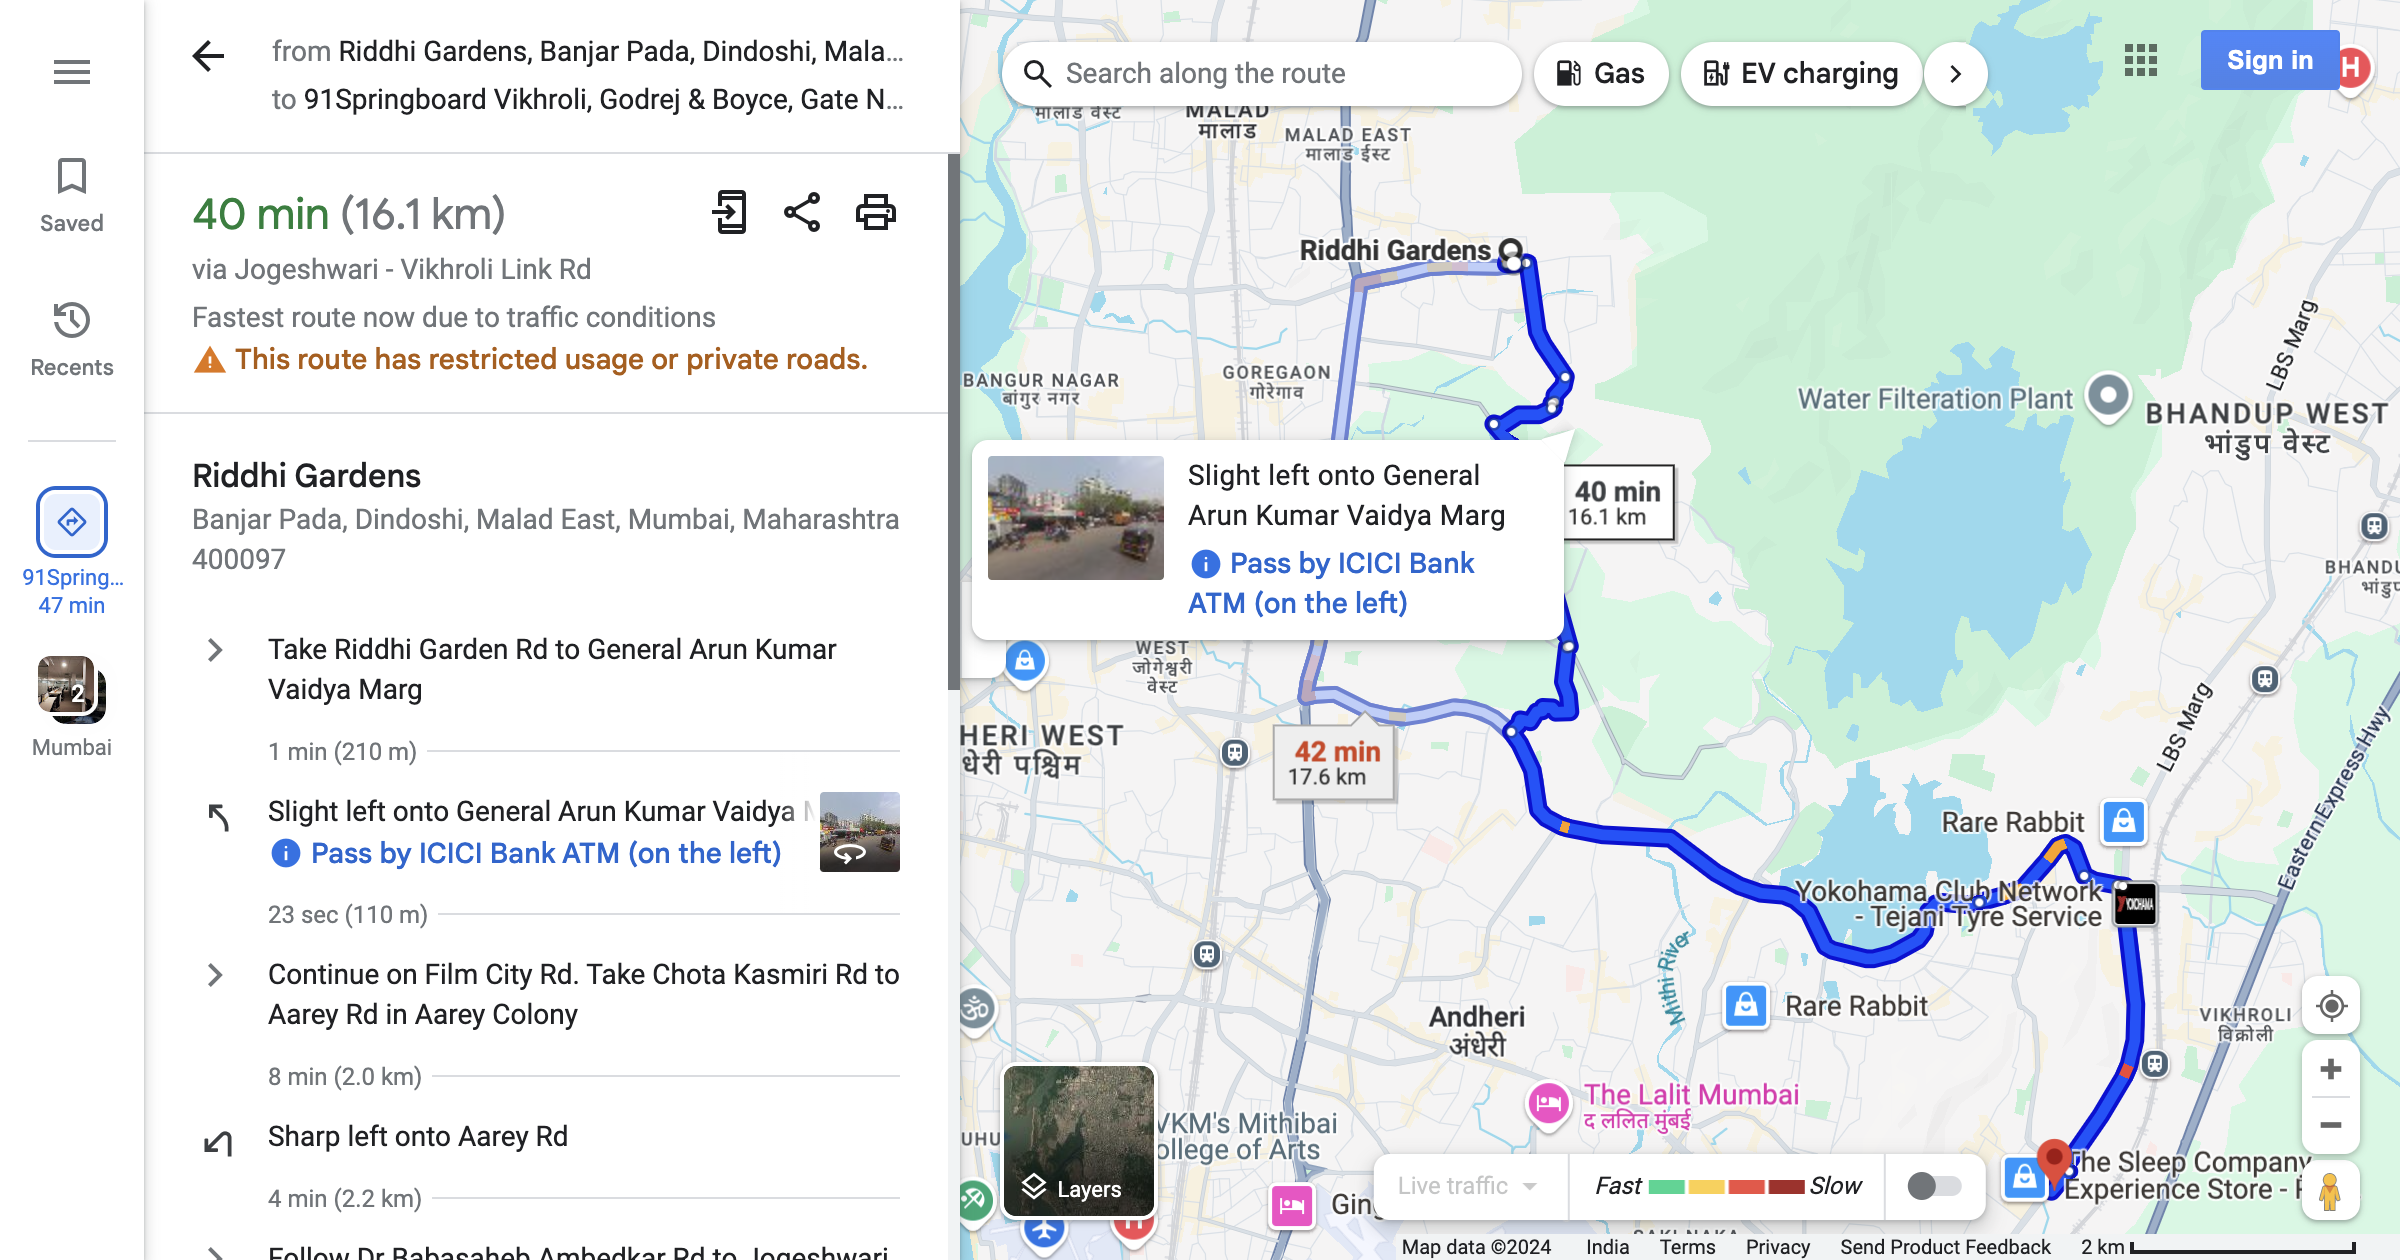 from Riddhi Gardens, Banjar Pada, Dindoshi, Mala...
to 91Springboard Vikhroli, Godrej & Boyce, Gate N...
Saved
Recents
91Spring...
47 min
2
Mumbai
40 min (16.1 km)
via Jogeshwari - Vikhroli Link Rd
Fastest route now due to traffic conditions
This route has restricted usage or private roads.
Riddhi Gardens
Banjar Pada, Dindoshi, Malad East, Mumbai, Maharashtra
400097
Take Riddhi Garden Rd to General Arun Kumar
Vaidya Marg
1 min (210 m)
Slight left onto General Arun Kumar Vaidya
Pass by ICICI Bank ATM (on the left)
23 sec (110 m)
Continue on Film City Rd. Take Chota Kasmiri Rd to
Aarey Rd in Aarey Colony
8 min (2.0 km)
Sharp left onto Aarey Rd
4 min (2.2 km)
Follow Dr Babasaheb Ambedkar Rd to Jogeshwari
Search along the route
Gas
EV charging
Sign in
H
मालाड वेस्ट
MALAD
मालाड
MALAD EAST
मालाड ईस्ट
Riddhi Gardens
BANGUR NAGAR
बांगुर नगर
GOREGAON
गोरेगाव
Water Filteration Plant
LBS Marg
BHANDUP WEST
भांडुप वेस्ट
Slight left onto General
Arun Kumar Vaidya Marg
Pass by ICICI Bank
ATM (on the left)
40 min
16.1 km
WEST
जोगेश्वरी
वेस्ट
HERI WEST
धेरी पश्चिम
42 min
17.6 km
LBS Marg
Eastern Express Hwy
Rare Rabbit
Yokohama Club Network
- Tejani Tyre Service
YOKOHAMA
Mithi River
Rare Rabbit
VIKHROLI
विक्रोली
Andheri
अंधेरी
The Lalit Mumbai
द ललित मुंबई
VKM's Mithibai
ollege of Arts
UHU
Layers
Live traffic
Fast
Slow
The Sleep Company
Experience Store -
Map data ©2024
India
Terms
Privacy
Send Product Feedback
2 km